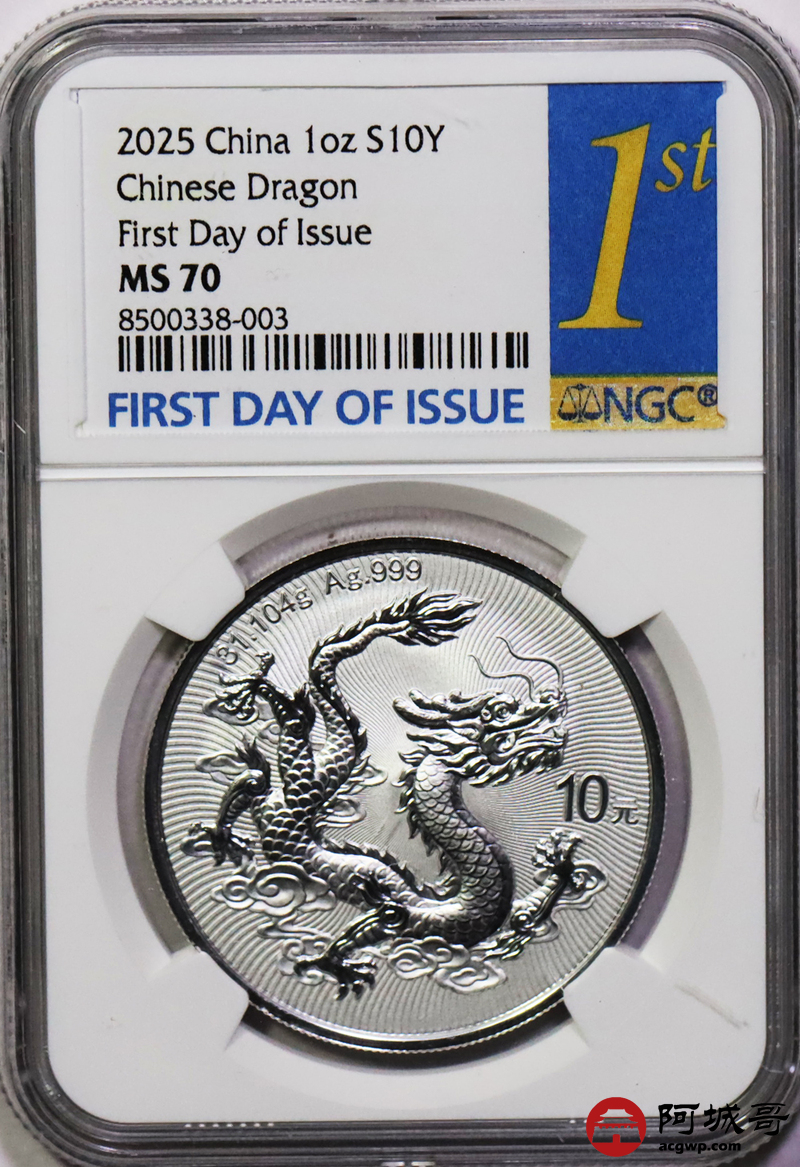 2025 China 1oz S10Y
Chinese Dragon
First Day of Issue
MS 70
8500338-003
FIRST DAY OF ISSUE
1st
NGC®
31.104g Ag.999
10元
阿城哥
acgwp.com